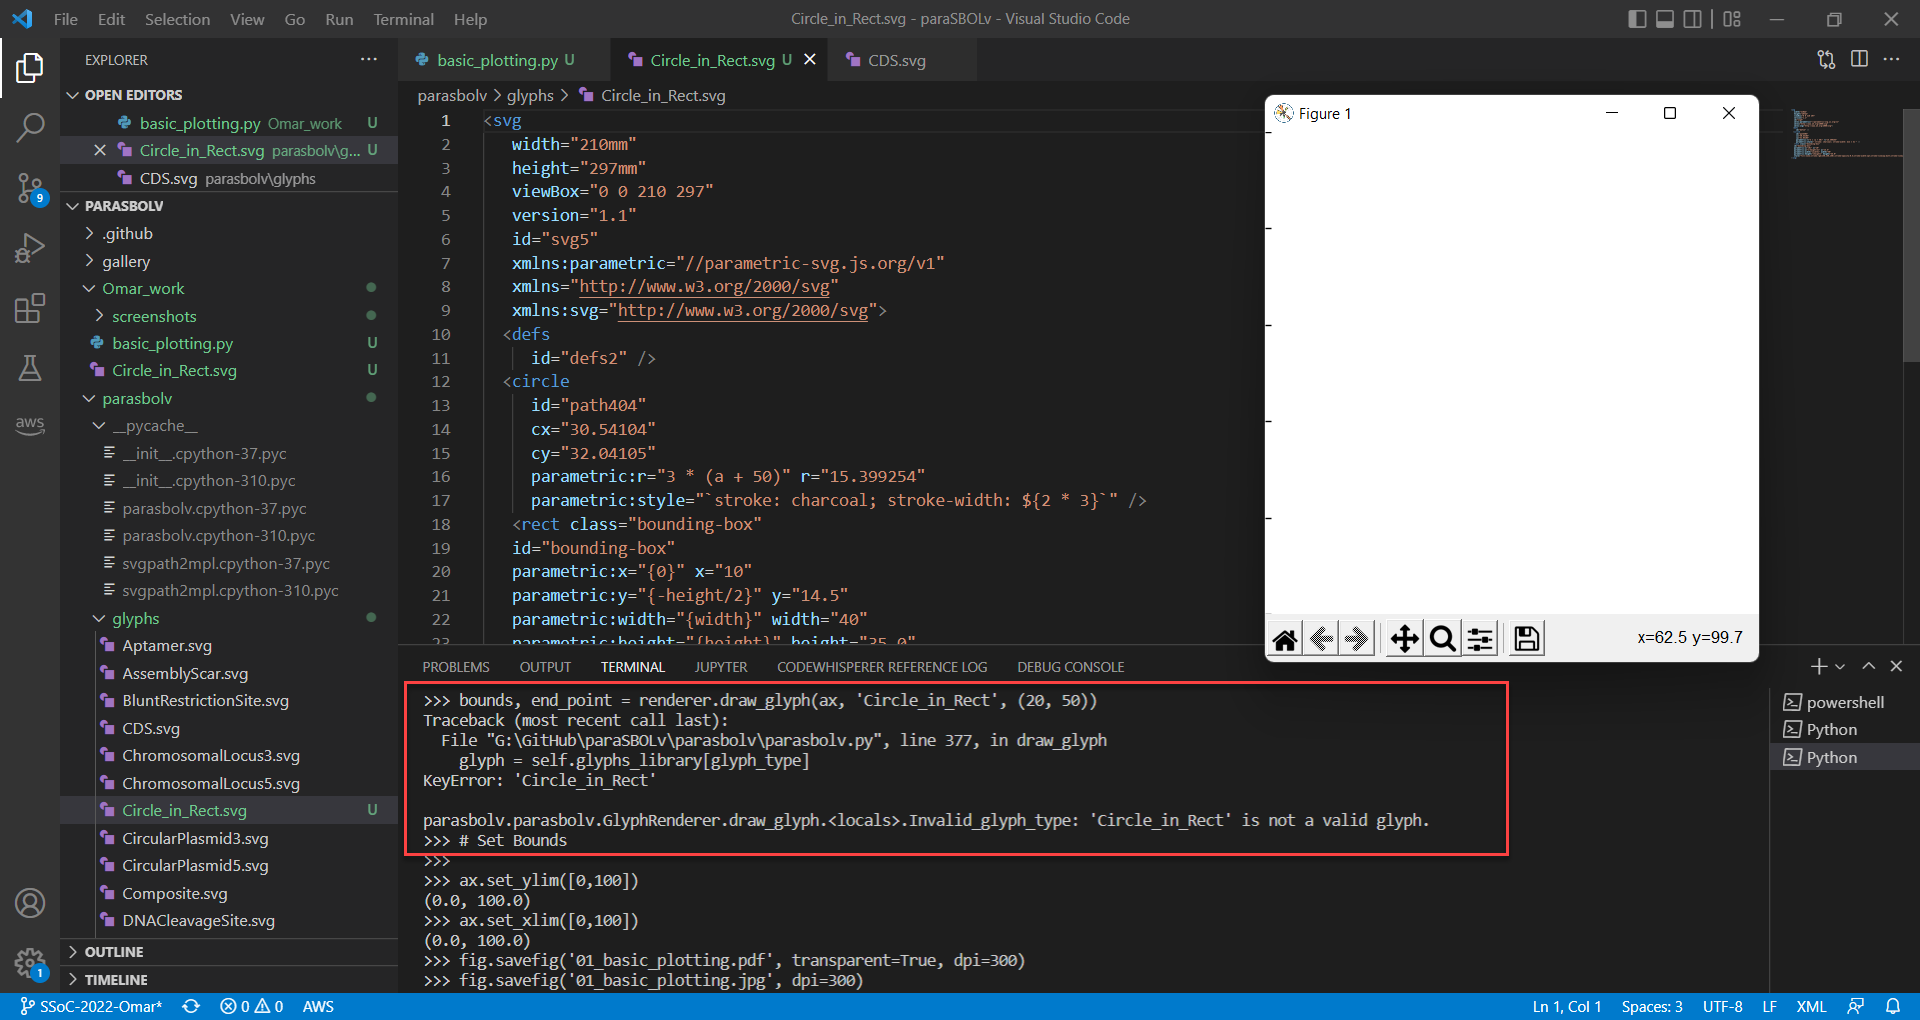 File Edit Selection View Go Run Terminal Help
Circle_in_Rect.svg - paraSBOLv - Visual Studio Code
EXPLORER
OPEN EDITORS
basic_plotting.py Omar_work U
Circle_in_Rect.svg parasbolv\g... U
CDS.svg parasbolv\glyphs
PARASBOLV
.github
gallery
Omar_work
screenshots
basic_plotting.py U
Circle_in_Rect.svg U
parasbolv
__pycache__
__init__.cpython-37.pyc
__init__.cpython-310.pyc
parasbolv.cpython-37.pyc
parasbolv.cpython-310.pyc
svgpath2mpl.cpython-37.pyc
svgpath2mpl.cpython-310.pyc
glyphs
Aptamer.svg
AssemblyScar.svg
BluntRestrictionSite.svg
CDS.svg
ChromosomalLocus3.svg
ChromosomalLocus5.svg
Circle_in_Rect.svg U
CircularPlasmid3.svg
CircularPlasmid5.svg
Composite.svg
DNACleavageSite.svg
OUTLINE
TIMELINE
9
aws
1
basic_plotting.py U
Circle_in_Rect.svg U
CDS.svg
parasbolv > glyphs > Circle_in_Rect.svg
1 <svg
2 width="210mm"
3 height="297mm"
4 viewBox="0 0 210 297"
5 version="1.1"
6 id="svg5"
7 xmlns:parametric="//parametric-svg.js.org/v1"
8 xmlns="http://www.w3.org/2000/svg"
9 xmlns:svg="http://www.w3.org/2000/svg">
10 <defs
11 id="defs2" />
12 <circle
13 id="path404"
14 cx="30.54104"
15 cy="32.04105"
16 parametric:r="3 * (a + 50)" r="15.399254"
17 parametric:style="`stroke: charcoal; stroke-width: ${2 * 3}`" />
18 <rect class="bounding-box"
19 id="bounding-box"
20 parametric:x="{0}" x="10"
21 parametric:y="{-height/2}" y="14.5"
22 parametric:width="{width}" width="40"
23 parametric:height="{height}" height="35.0"
Figure 1
x=62.5 y=99.7
PROBLEMS OUTPUT TERMINAL JUPYTER CODEWHISPERER REFERENCE LOG DEBUG CONSOLE
>>> bounds, end_point = renderer.draw_glyph(ax, 'Circle_in_Rect', (20, 50))
Traceback (most recent call last):
File "G:\GitHub\paraSBOLv\parasbolv\parasbolv.py", line 377, in draw_glyph
glyph = self.glyphs_library[glyph_type]
KeyError: 'Circle_in_Rect'
parasbolv.parasbolv.GlyphRenderer.draw_glyph.<locals>.Invalid_glyph_type: 'Circle_in_Rect' is not a valid glyph.
>>> # Set Bounds
>>>
>>> ax.set_ylim([0,100])
(0.0, 100.0)
>>> ax.set_xlim([0,100])
(0.0, 100.0)
>>> fig.savefig('01_basic_plotting.pdf', transparent=True, dpi=300)
>>> fig.savefig('01_basic_plotting.jpg', dpi=300)
powershell
Python
Python
SSoC-2022-Omar* 0 0 AWS
Ln 1, Col 1 Spaces: 3 UTF-8 LF XML